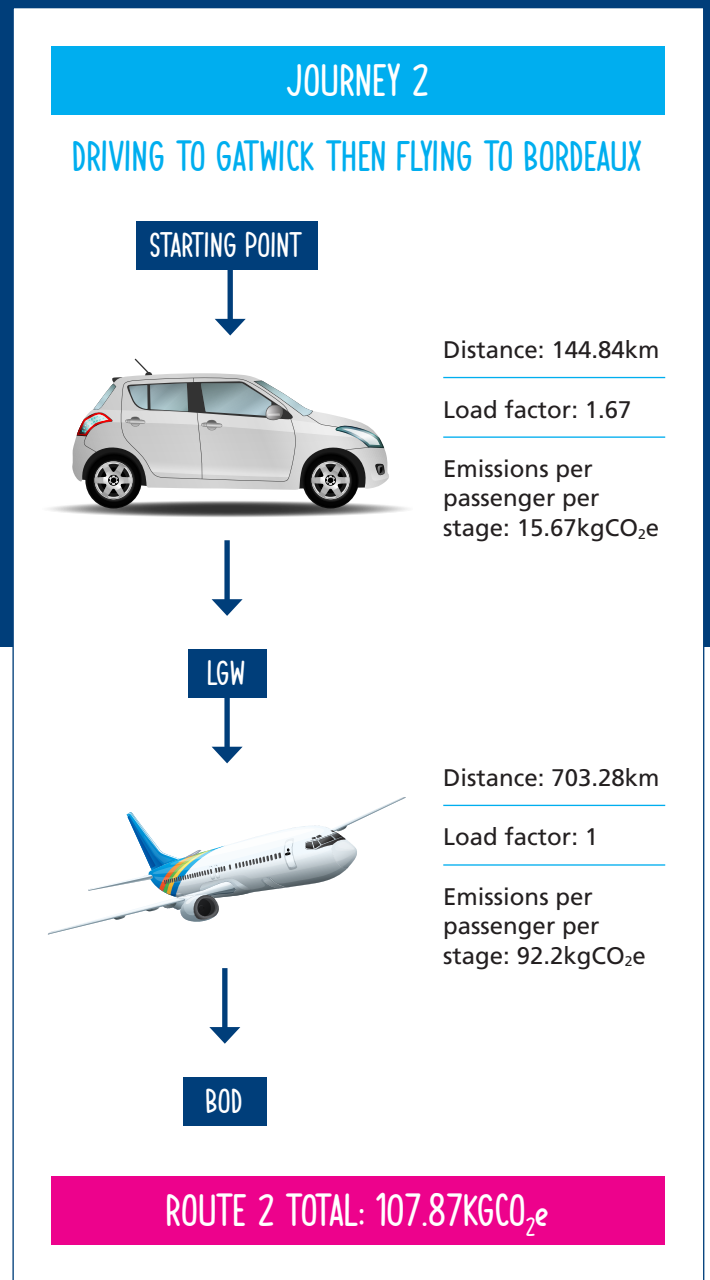 JOURNEY 2
DRIVING TO GATWICK THEN FLYING TO BORDEAUX
STARTING POINT
Distance: 144.84km
Load factor: 1.67
Emissions per
passenger per
stage: 15.67kgCO₂e
LGW
Distance: 703.28km
Load factor: 1
Emissions per
passenger per
stage: 92.2kgCO₂e
BOD
ROUTE 2 TOTAL: 107.87KGCO₂e